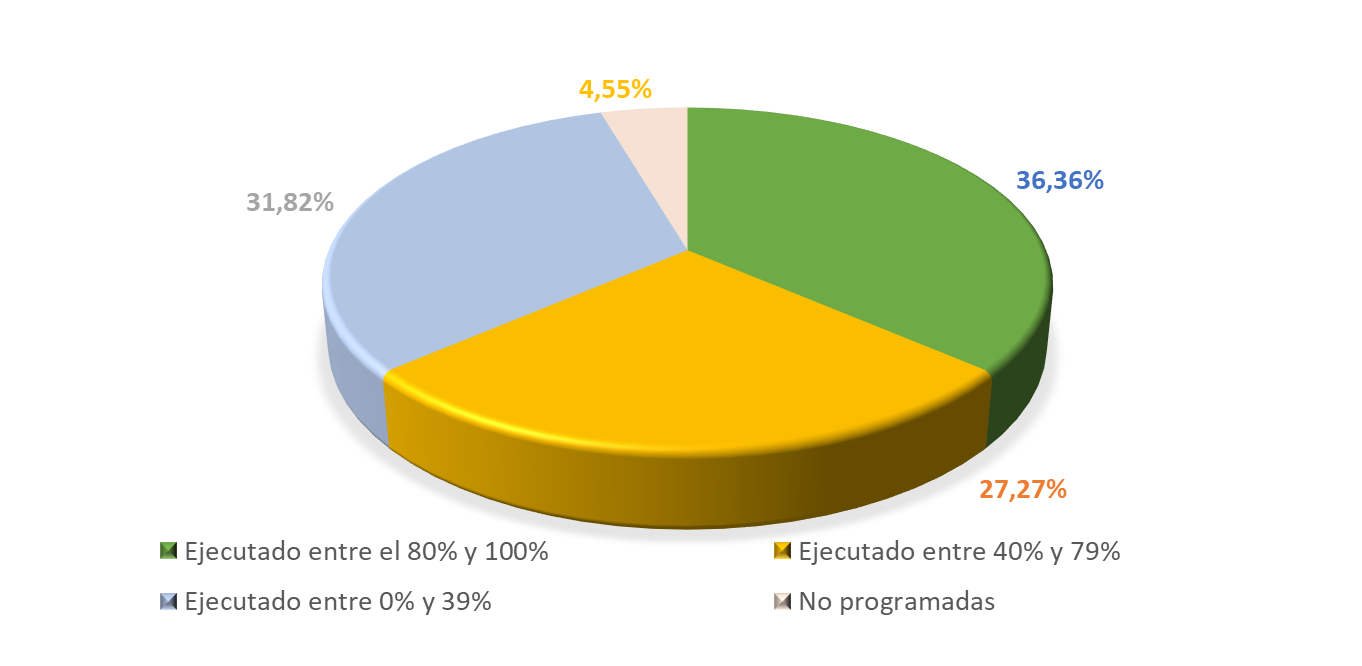 4,55%
36,36%
31,82%
27,27%
Ejecutado entre el 80% y 100%
Ejecutado entre 40% y 79%
Ejecutado entre 0% y 39%
No programadas